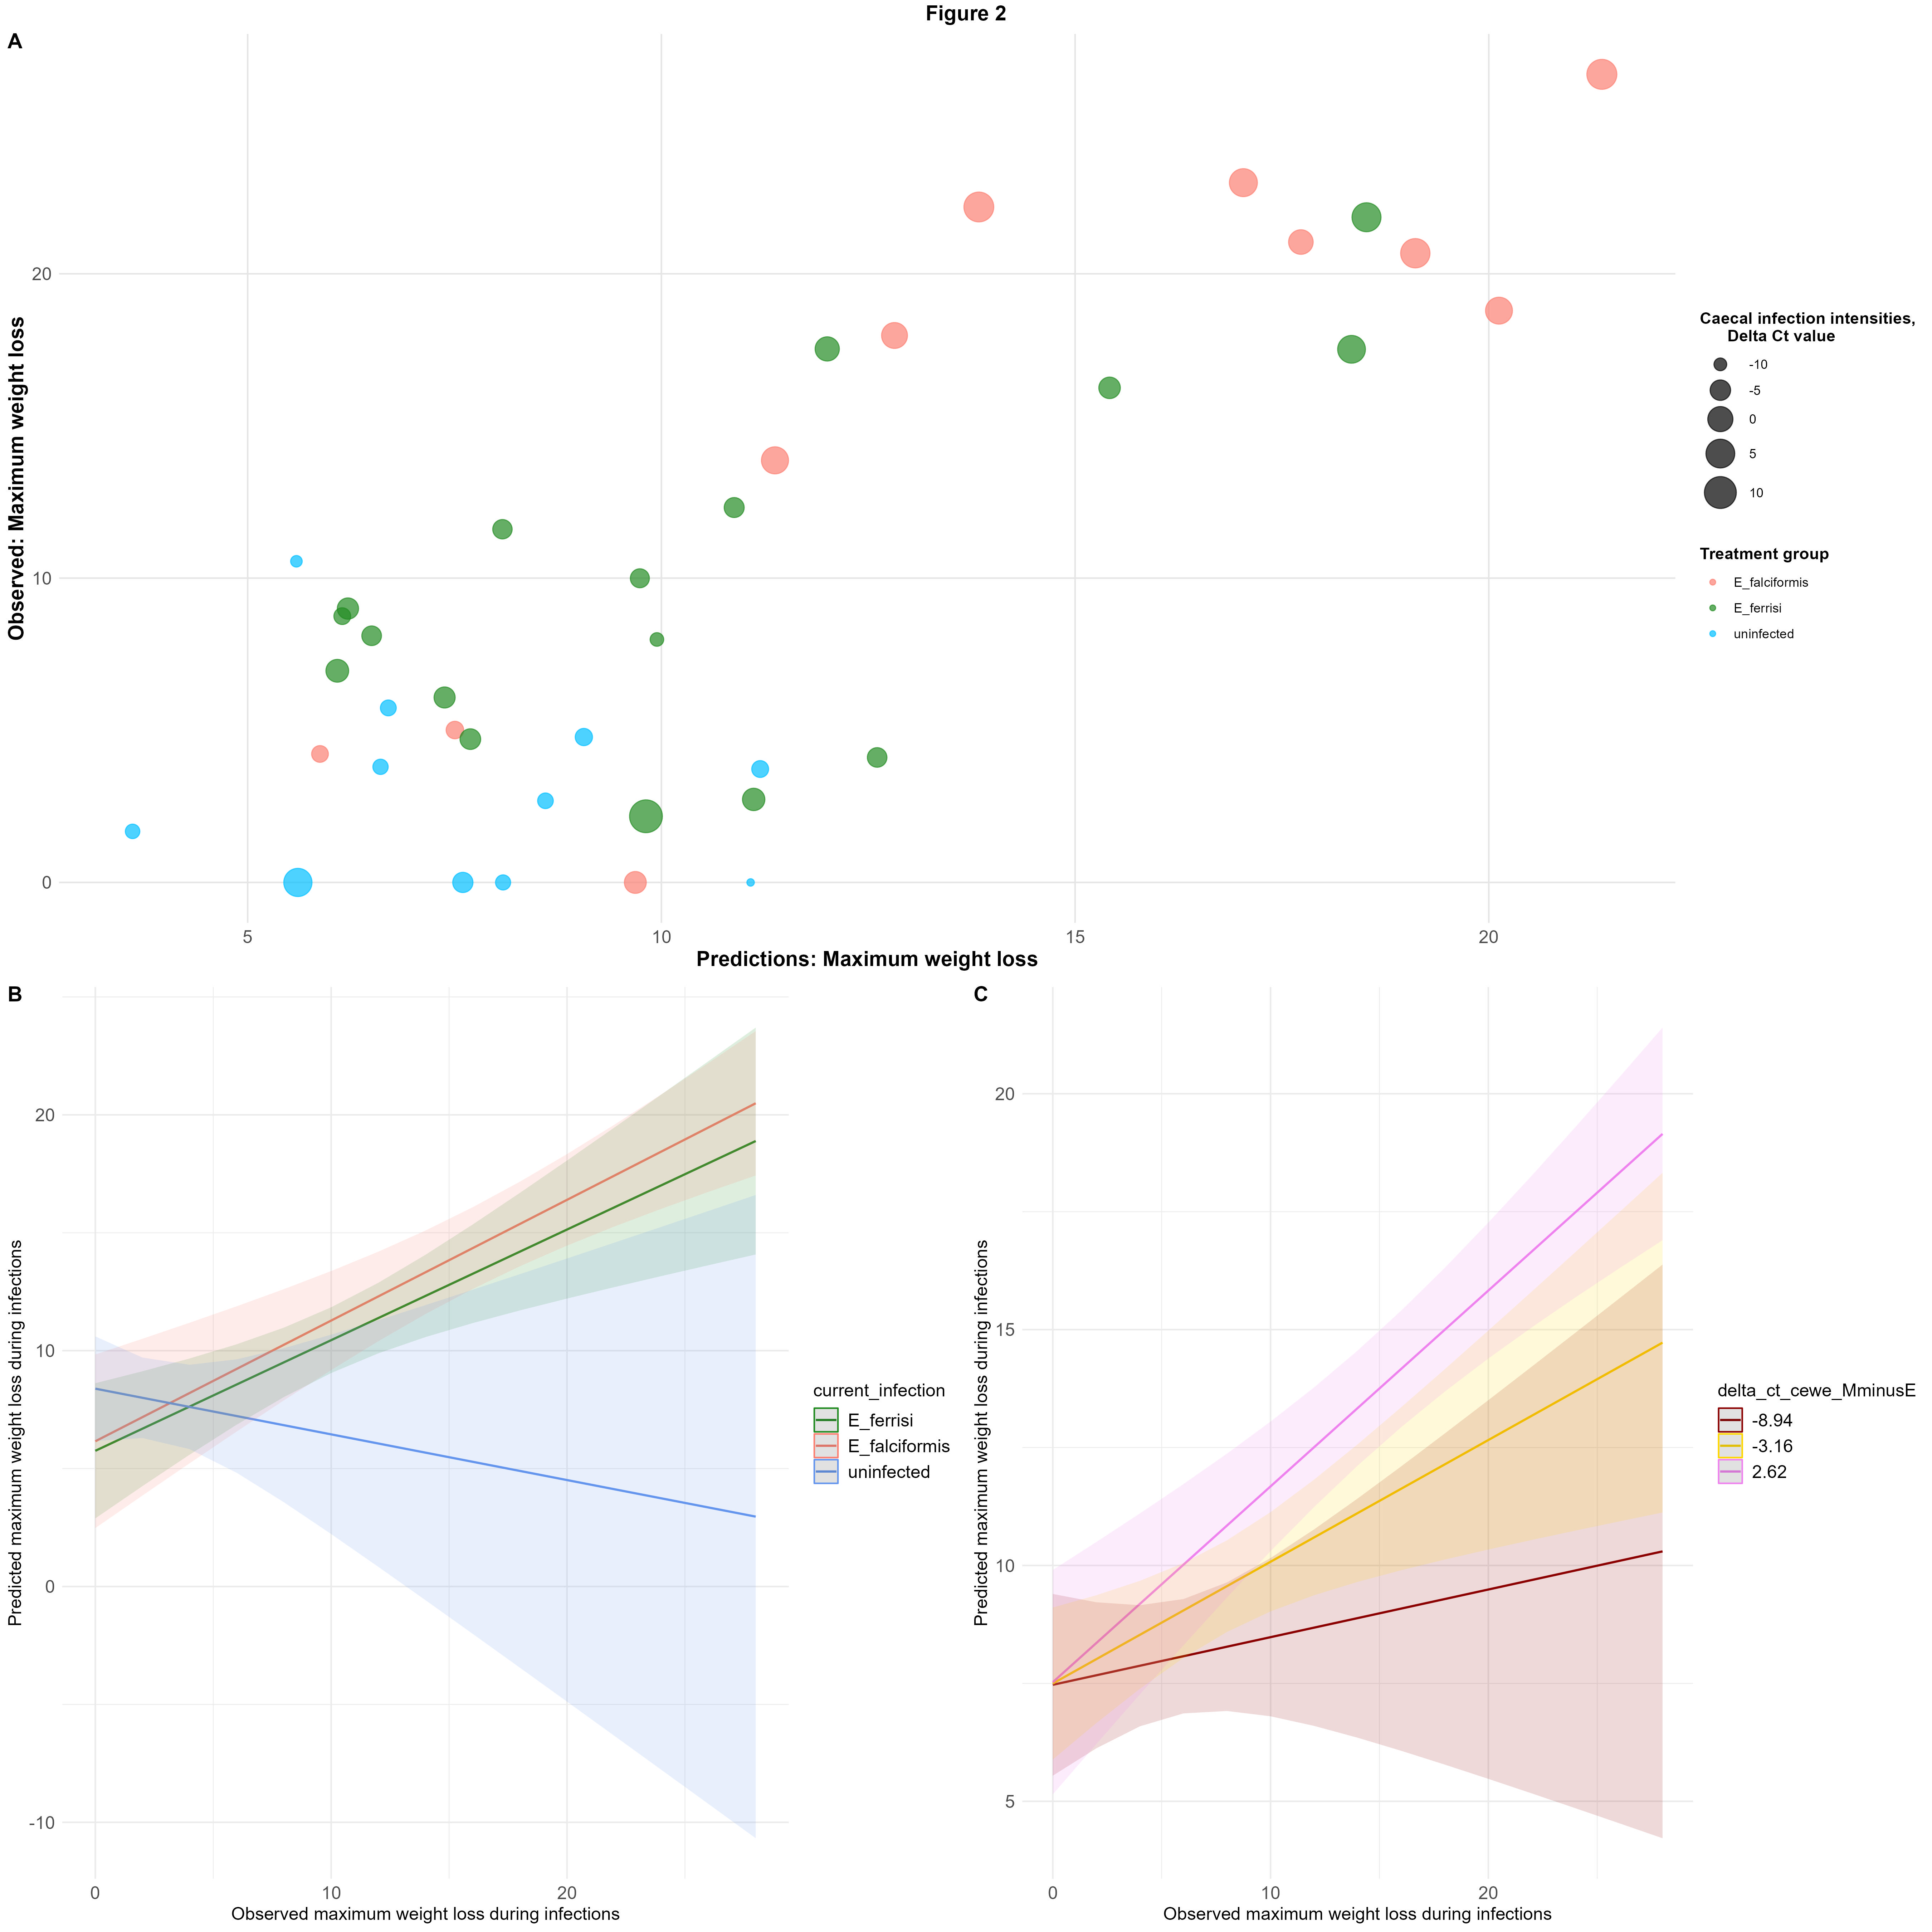 Figure 2
A
Observed: Maximum weight loss
20
10
0
5
10
15
20
Predictions: Maximum weight loss
Caecal infection intensities,
Delta Ct value
-10
-5
0
5
10
Treatment group
E_falciformis
E_ferrisi
uninfected
B
Predicted maximum weight loss during infections
20
10
0
-10
0
10
20
Observed maximum weight loss during infections
current_infection
E_ferrisi
E_falciformis
uninfected
C
Predicted maximum weight loss during infections
20
15
10
5
0
10
20
Observed maximum weight loss during infections
delta_ct_cewe_MminusE
-8.94
-3.16
2.62